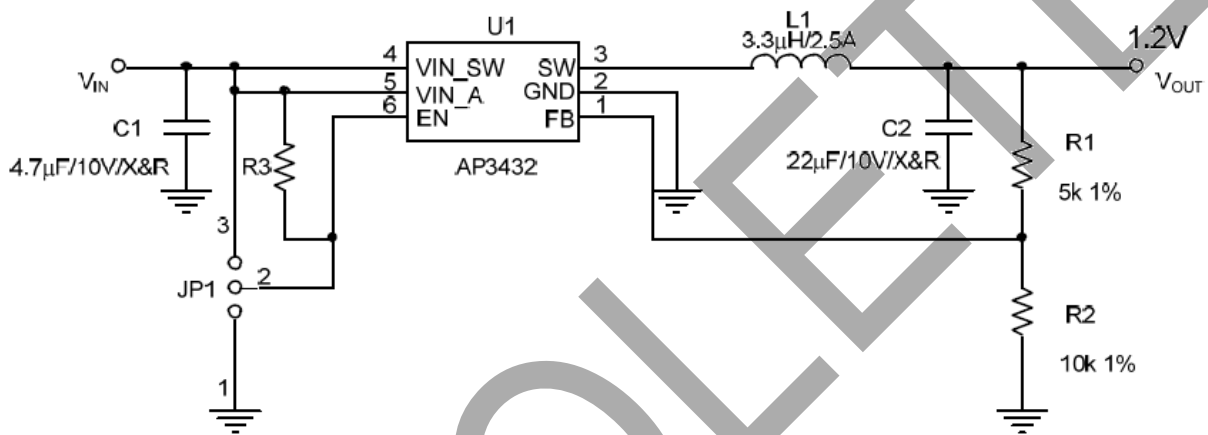 U1
L1
3.3μH/2.5A
1.2V
4
VIN_SW
SW
3
VIN
5
VIN_A
GND
2
VOUT
6
EN
FB
1
C1
4.7μF/10V/X&R
R3
AP3432
C2
22μF/10V/X&R
R1
5k 1%
3
JP1
2
R2
10k 1%
1